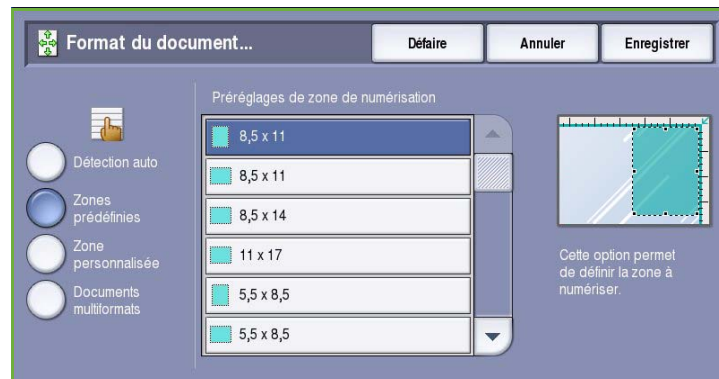 Format du document...
Défaire
Annuler
Enregistrer
Préréglages de zone de numérisation
Détection auto
Zones
prédéfinies
Zone
personnalisée
Documents
multiformats
8,5 x 11
8,5 x 11
8,5 x 14
11 x 17
5,5 x 8,5
5,5 x 8,5
Cette option permet
de définir la zone à
numériser.